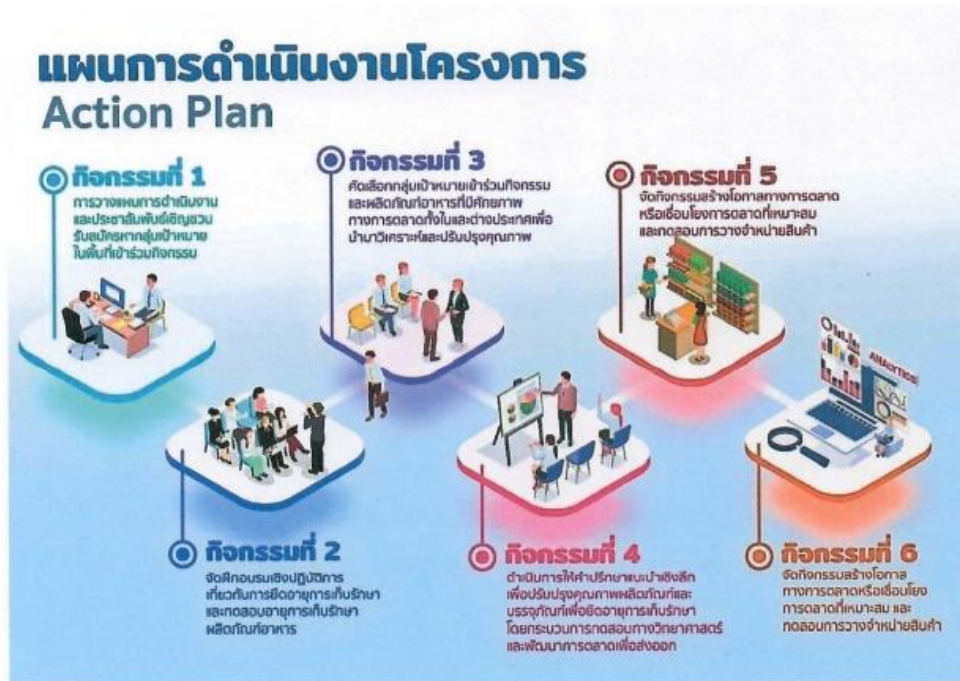 แผนการดำเนินงานโครงการ
Action Plan
กิจกรรมที่ 1
การวางแผนการดำเนินงาน
และประชาสัมพันธ์เชิญชวน
รับสมัครหากลุ่มเป้าหมาย
ในพื้นที่เข้าร่วมกิจกรรม
กิจกรรมที่ 2
จัดฝึกอบรมเชิงปฏิบัติการ
เกี่ยวกับการยืดอายุการเก็บรักษา
และทดสอบอายุการเก็บรักษา
ผลิตภัณฑ์อาหาร
กิจกรรมที่ 3
คัดเลือกกลุ่มเป้าหมายเข้าร่วมกิจกรรม
และผลิตภัณฑ์อาหารที่มีศักยภาพ
ทางการตลาดทั้งในและต่างประเทศเพื่อ
นำมาวิเคราะห์และปรับปรุงคุณภาพ
กิจกรรมที่ 4
ดำเนินการให้คำปรึกษาแนะนำเชิงลึก
เพื่อปรับปรุงคุณภาพผลิตภัณฑ์และ
บรรจุภัณฑ์เพื่อยืดอายุการเก็บรักษา
โดยกระบวนการทดสอบทางวิทยาศาสตร์
และพัฒนาการตลาดเพื่อส่งออก
กิจกรรมที่ 5
จัดกิจกรรมสร้างโอกาสทางการตลาด
หรือเชื่อมโยงการตลาดที่เหมาะสม
และทดสอบการวางจำหน่ายสินค้า
ANALYTICS
กิจกรรมที่ 6
จัดกิจกรรมสร้างโอกาส
ทางการตลาดหรือเชื่อมโยง
การตลาดที่เหมาะสม และ
ทดสอบการวางจำหน่ายสินค้า